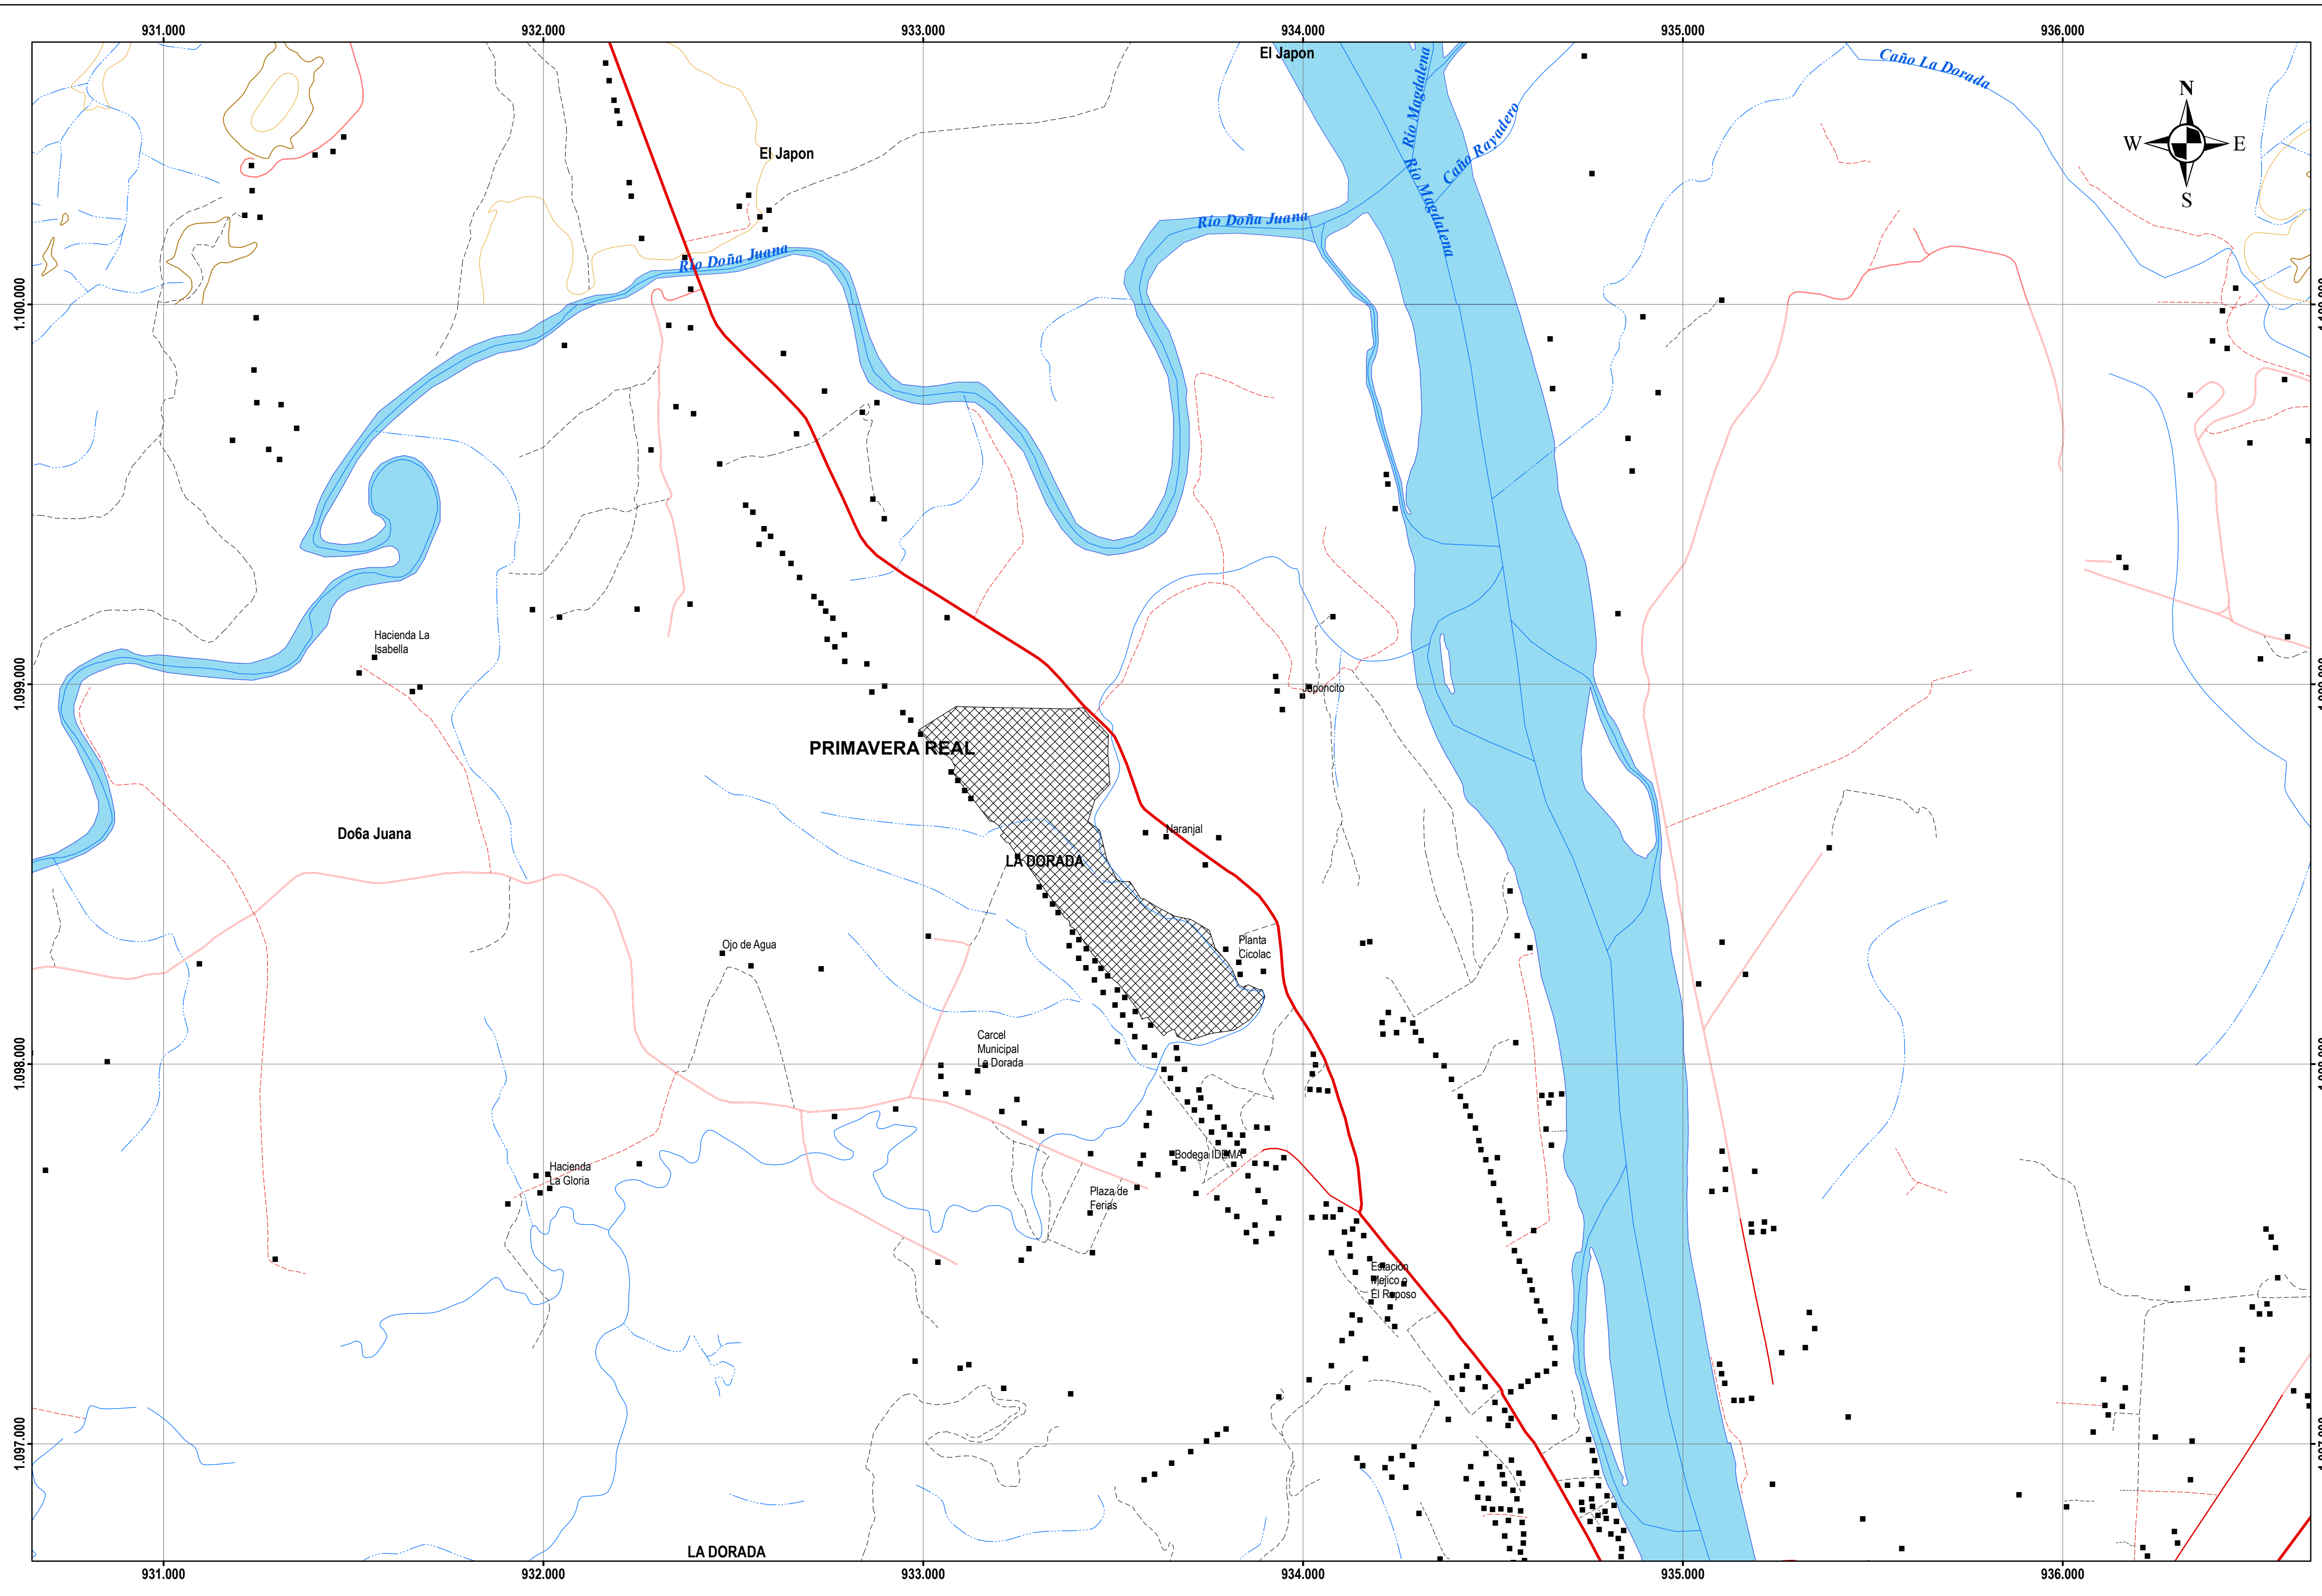 931.000
932.000
933.000
934.000
935.000
936.000
El Japon
Río Magdalena
Caño La Dorada
N
W
E
S
Caño Rayadero
El Japon
Río Magdalena
Río Doña Juana
Río Doña Juana
1.100.000
Hacienda La
Isabella
1.099.000
Japoncito
PRIMAVERA REAL
Naranjal
Do6a Juana
LA DORADA
Ojo de Agua
Planta
Cicolac
Carcel
Municipal
La Dorada
1.098.000
Bodega IDEMA
Hacienda
La Gloria
Plaza de
Ferias
Estación
Mejico o
El Reposo
1.097.000
LA DORADA
931.000
932.000
933.000
934.000
935.000
936.000